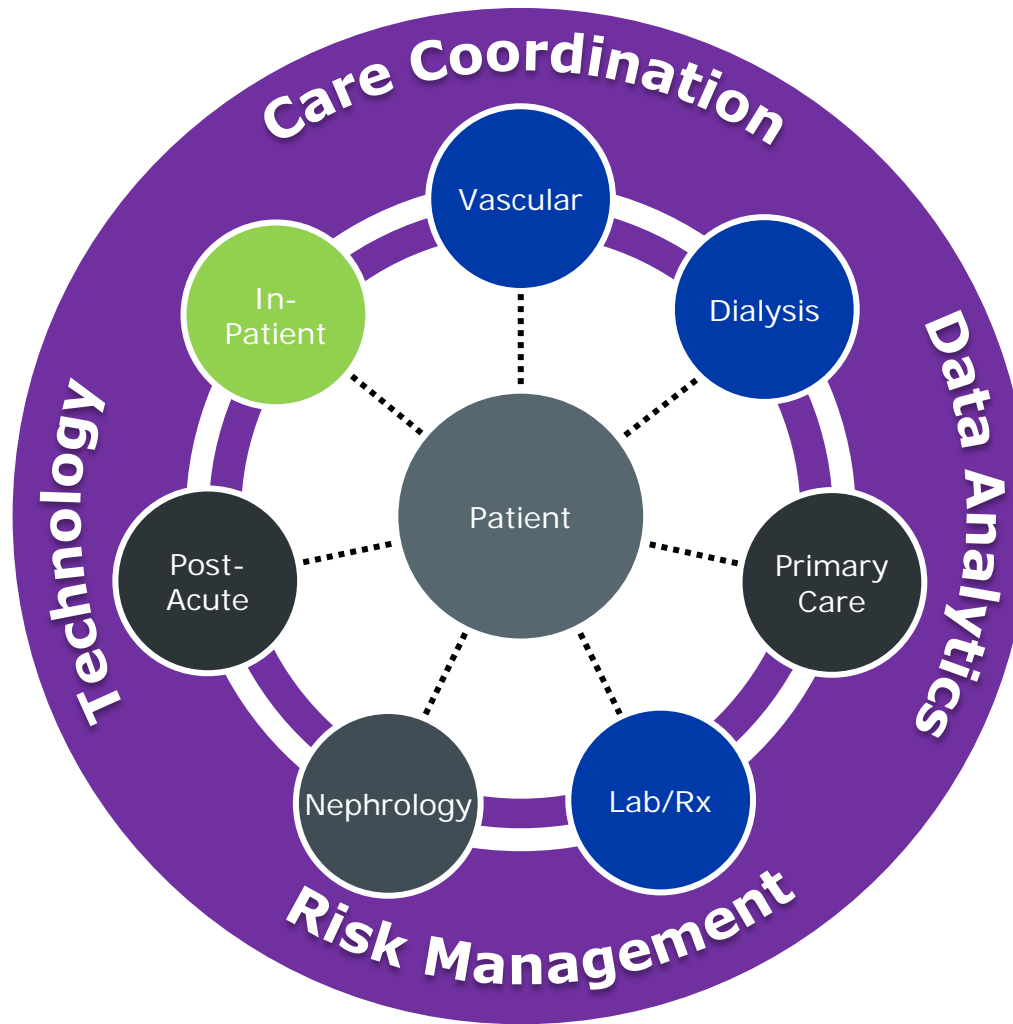 Care Coordination
Vascular
In-
Patient
Dialysis
Data Analytics
Technology
Patient
Post-
Acute
Primary
Care
Nephrology
Lab/Rx
Risk Management